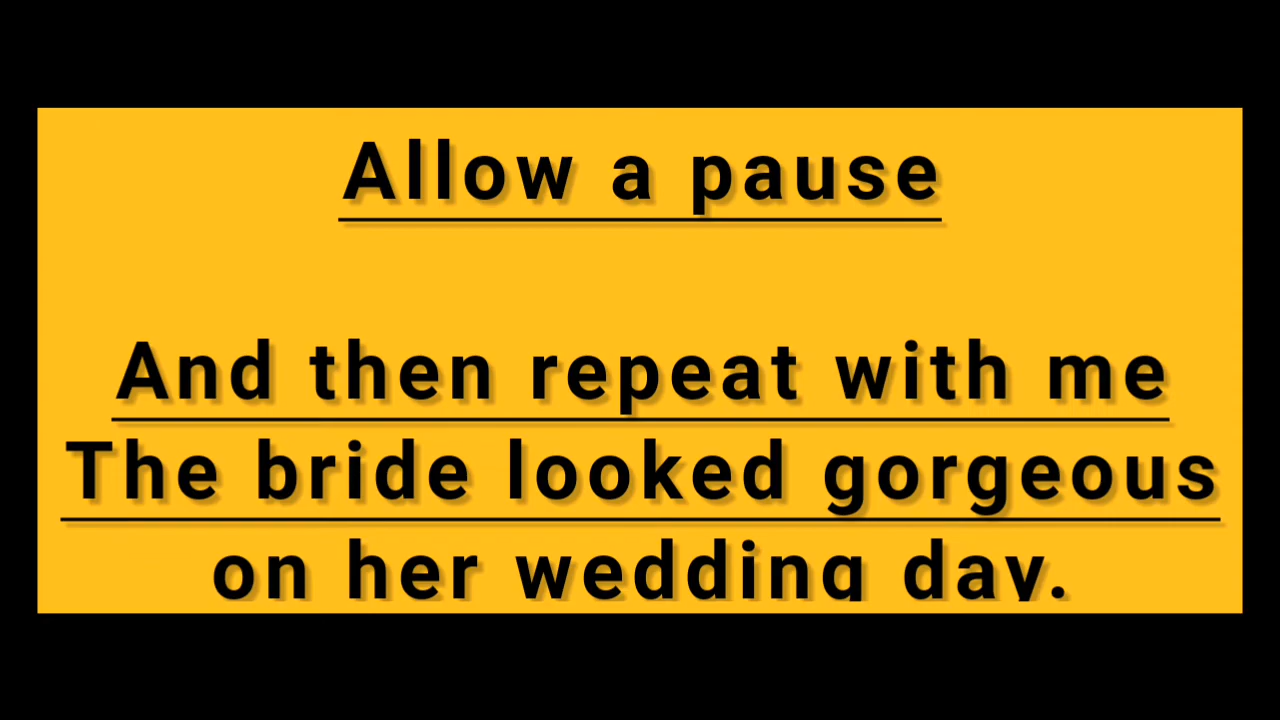 Allow a pause
And then repeat with me
The bride looked gorgeous
on her wedding day.